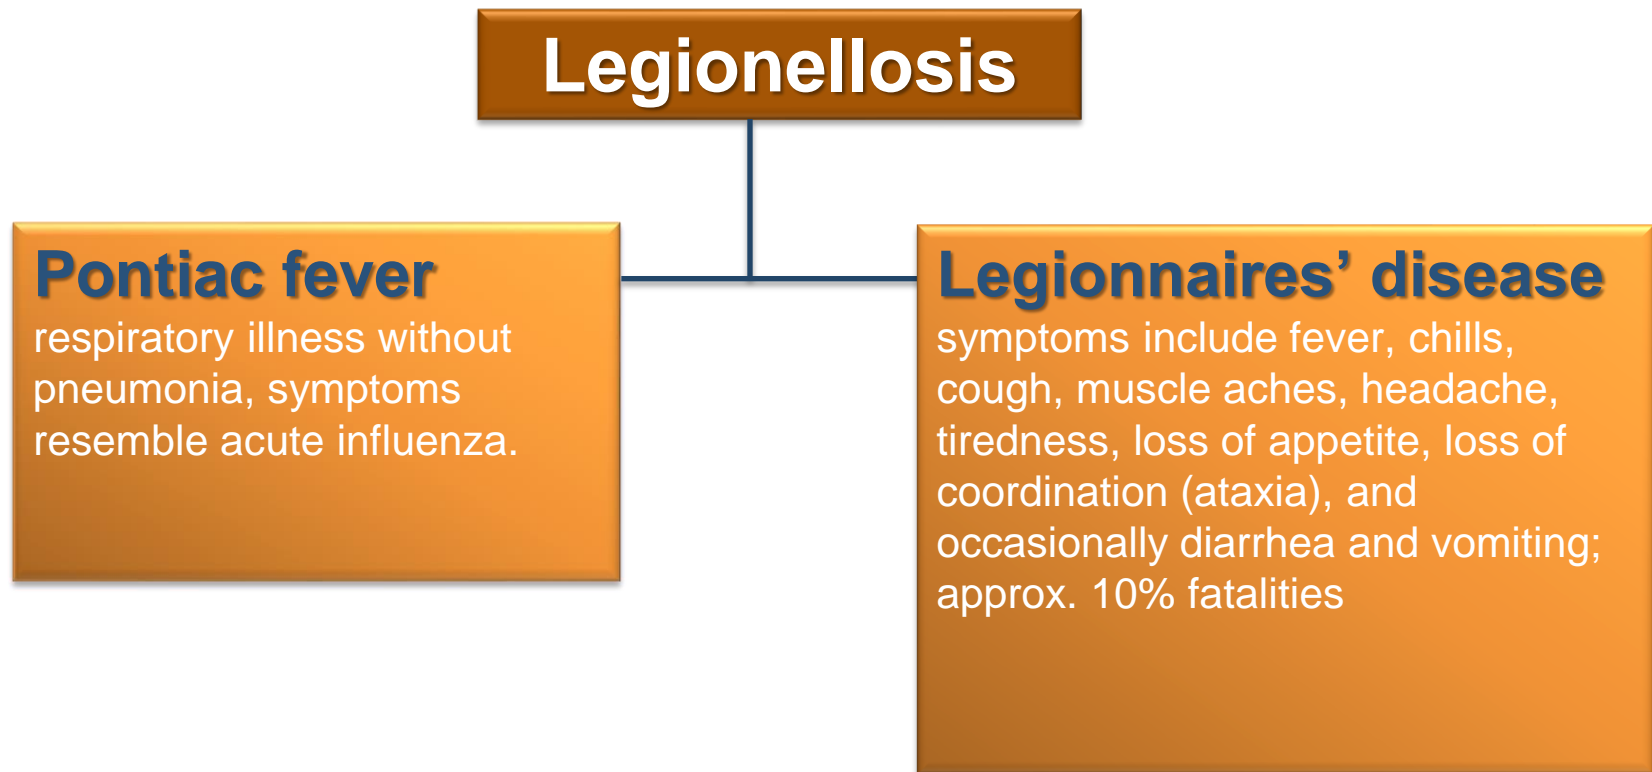 Legionellosis
Pontiac fever
respiratory illness without
pneumonia, symptoms
resemble acute influenza.
Legionnaires’ disease
symptoms include fever, chills,
cough, muscle aches, headache,
tiredness, loss of appetite, loss of
coordination (ataxia), and
occasionally diarrhea and vomiting;
approx. 10% fatalities